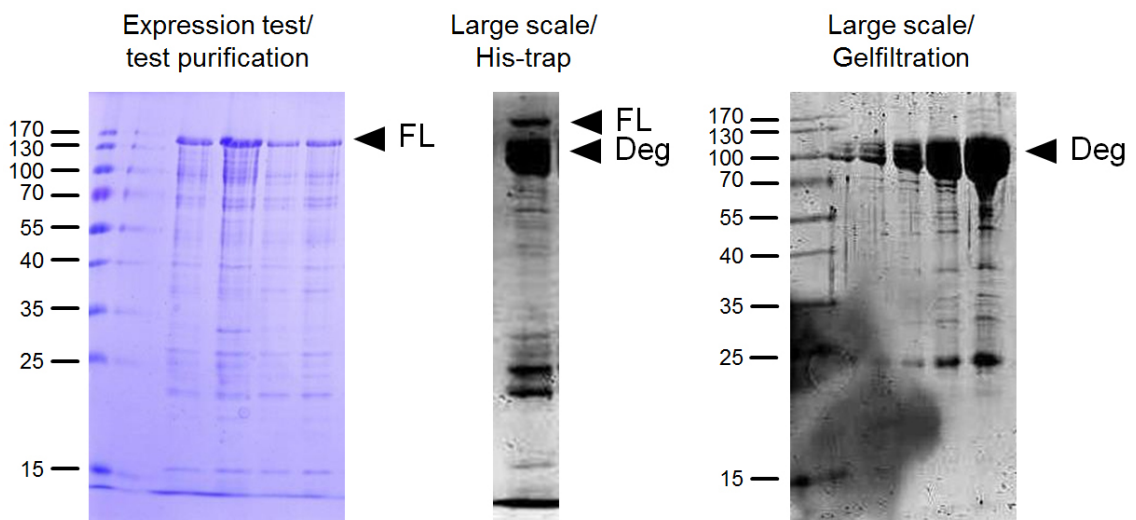 Expression test/
test purification
Large scale/
His-trap
Large scale/
Gelfiltration
170
130
100
70
55
40
35
25
15
FL
FL
Deg
170
130
100
70
55
40
35
25
15
Deg